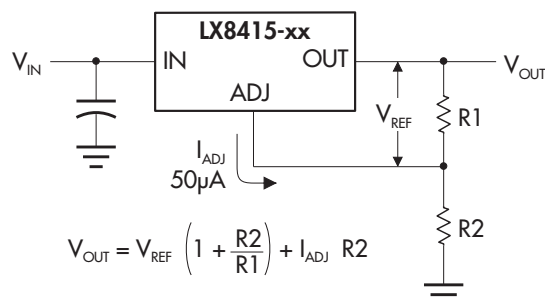 LX8415-xx
V_IN
IN
OUT
V_OUT
ADJ
V_REF
R1
I_ADJ
50µA
R2
V_OUT = V_REF (1 + R2/R1) + I_ADJ R2